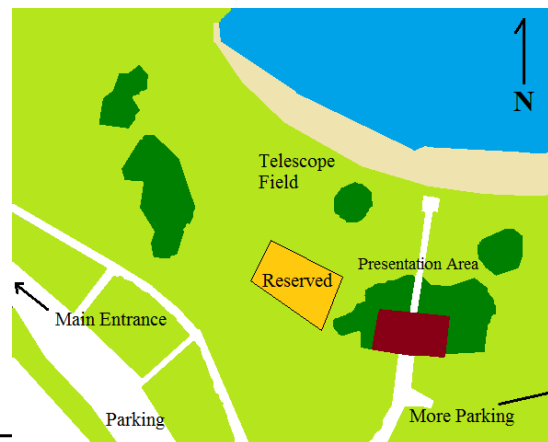 N
Telescope
Field
Presentation Area
Reserved
Main Entrance
Parking
More Parking